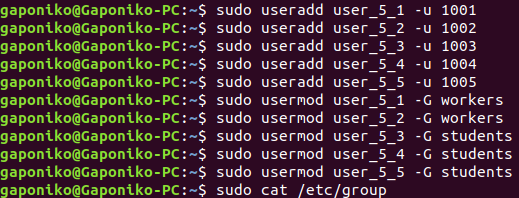 gaponiko@Gaponiko-PC:~$ sudo useradd user_5_1 -u 1001
gaponiko@Gaponiko-PC:~$ sudo useradd user_5_2 -u 1002
gaponiko@Gaponiko-PC:~$ sudo useradd user_5_3 -u 1003
gaponiko@Gaponiko-PC:~$ sudo useradd user_5_4 -u 1004
gaponiko@Gaponiko-PC:~$ sudo useradd user_5_5 -u 1005
gaponiko@Gaponiko-PC:~$ sudo usermod user_5_1 -G workers
gaponiko@Gaponiko-PC:~$ sudo usermod user_5_2 -G workers
gaponiko@Gaponiko-PC:~$ sudo usermod user_5_3 -G students
gaponiko@Gaponiko-PC:~$ sudo usermod user_5_4 -G students
gaponiko@Gaponiko-PC:~$ sudo usermod user_5_5 -G students
gaponiko@Gaponiko-PC:~$ sudo cat /etc/group